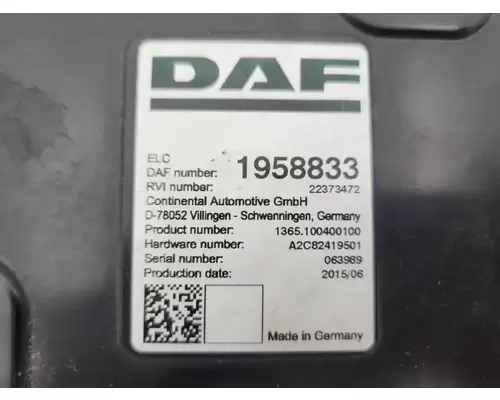 DAF
ELC
DAF number: 1958833
RVI number: 22373472
Continental Automotive GmbH
D-78052 Villingen - Schwenningen, Germany
Product number: 1365.100400100
Hardware number: A2C82419501
Serial number: 063989
Production date: 2015/06
Made in Germany